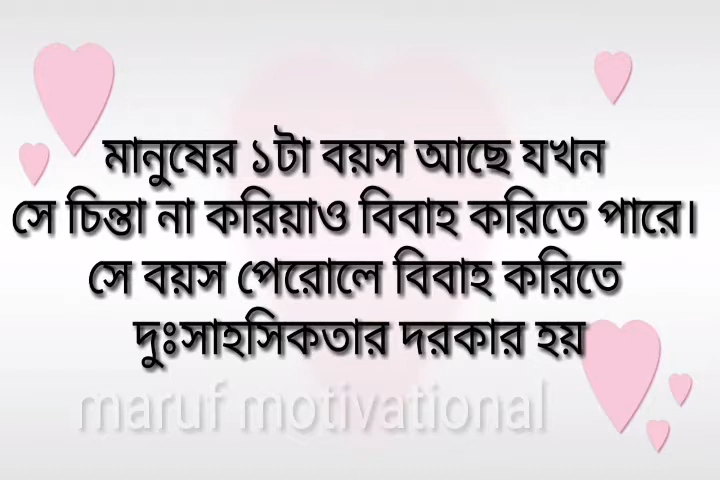 মানুষের ১টা বয়স আছে যখন
সে চিন্তা না করিয়াও বিবাহ করিতে পারে।
সে বয়স পেরোলে বিবাহ করিতে
দুঃসাহসিকতার দরকার হয়
maruf motivational